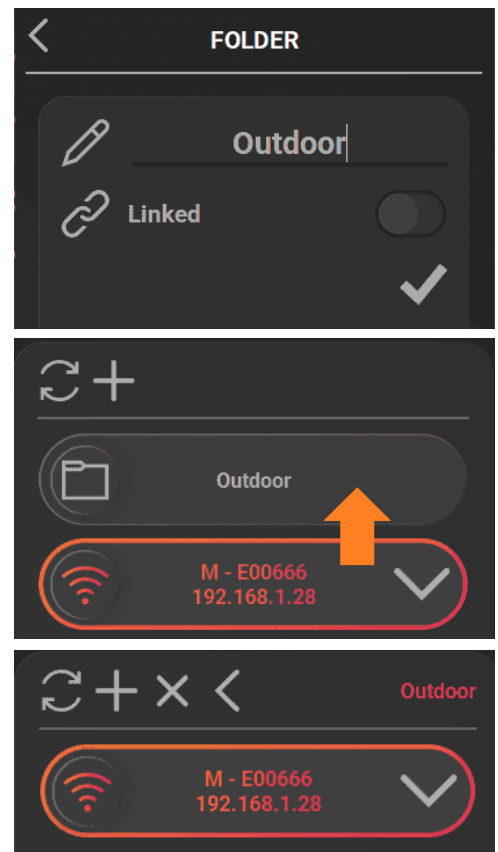 FOLDER
Outdoor
Linked
Outdoor
M - E00666
192.168.1.28
Outdoor
M - E00666
192.168.1.28